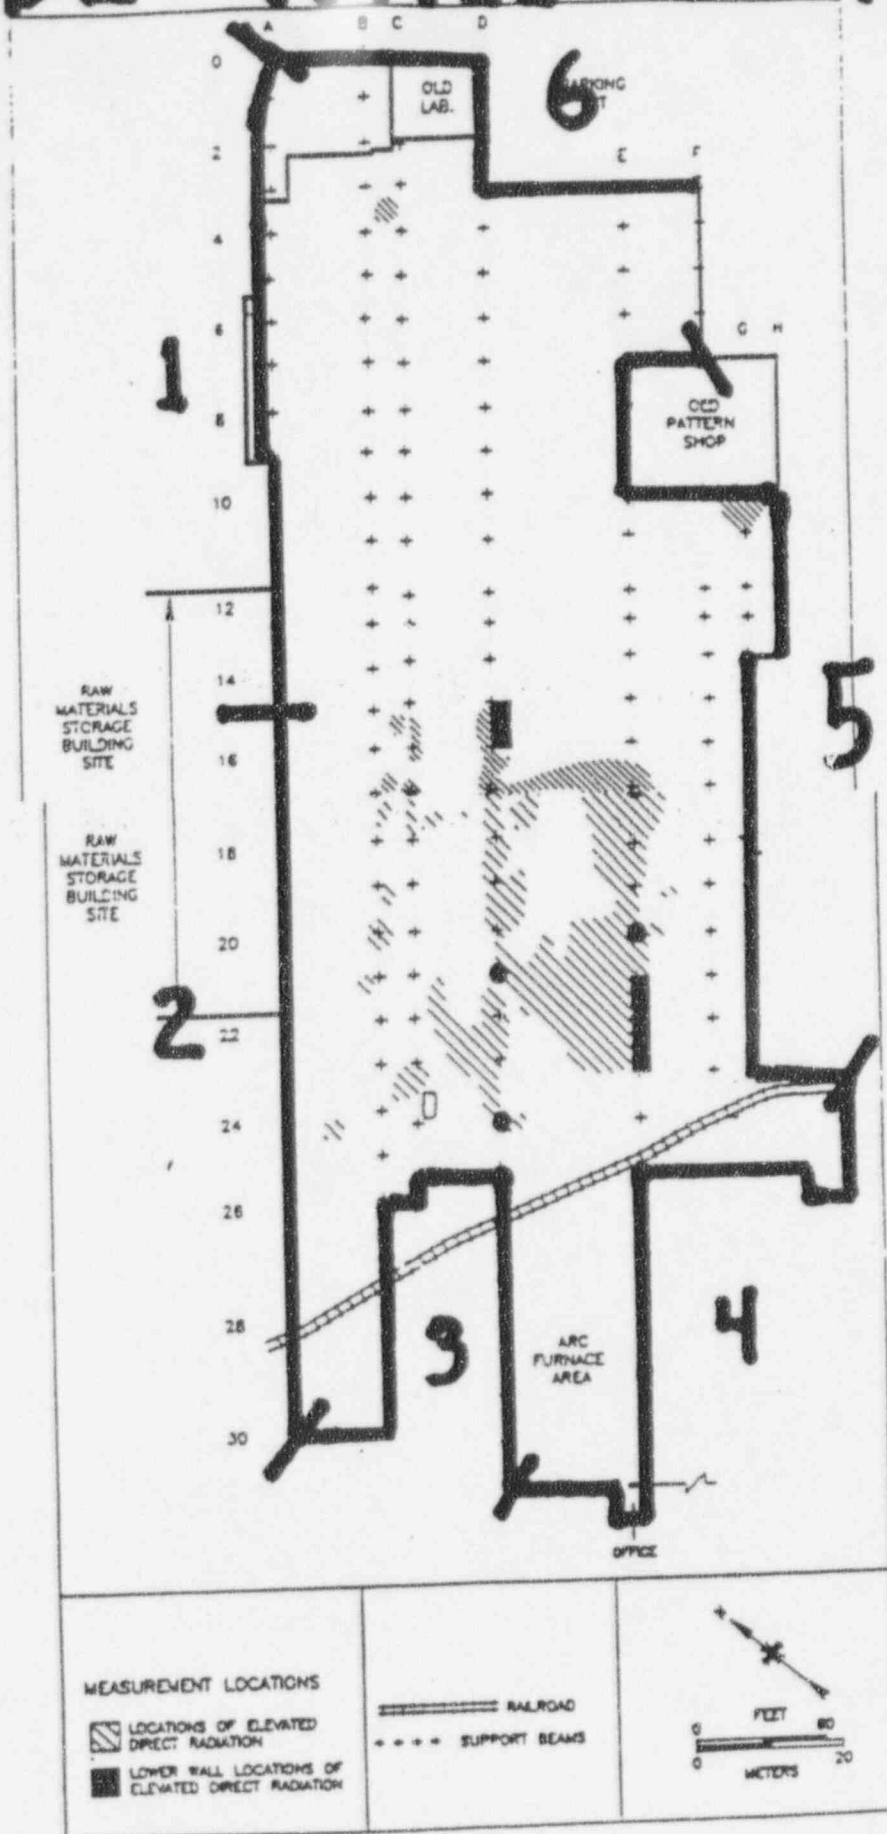 A B C D
0
OLD
LAB.
6
2
E F
4
6
G H
1
8
OLD
PATTERN
SHOP
10
12
14
RAW
MATERIALS
STORAGE
BUILDING
SITE
5
16
18
RAW
MATERIALS
STORAGE
BUILDING
SITE
20
2
22
24
26
28
3
4
ARC
FURNACE
AREA
30
OFFICE
MEASUREMENT LOCATIONS
LOCATIONS OF ELEVATED
DIRECT RADIATION
LOWER WALL LOCATIONS OF
ELEVATED DIRECT RADIATION
RAILROAD
SUPPORT BEAMS
FEET
0 60
0 20
METERS